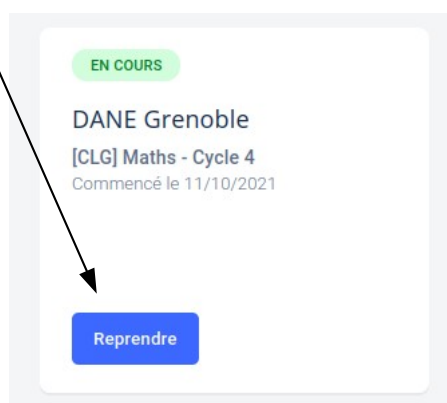 EN COURS
DANE Grenoble
[CLG] Maths - Cycle 4
Commencé le 11/10/2021
Reprendre